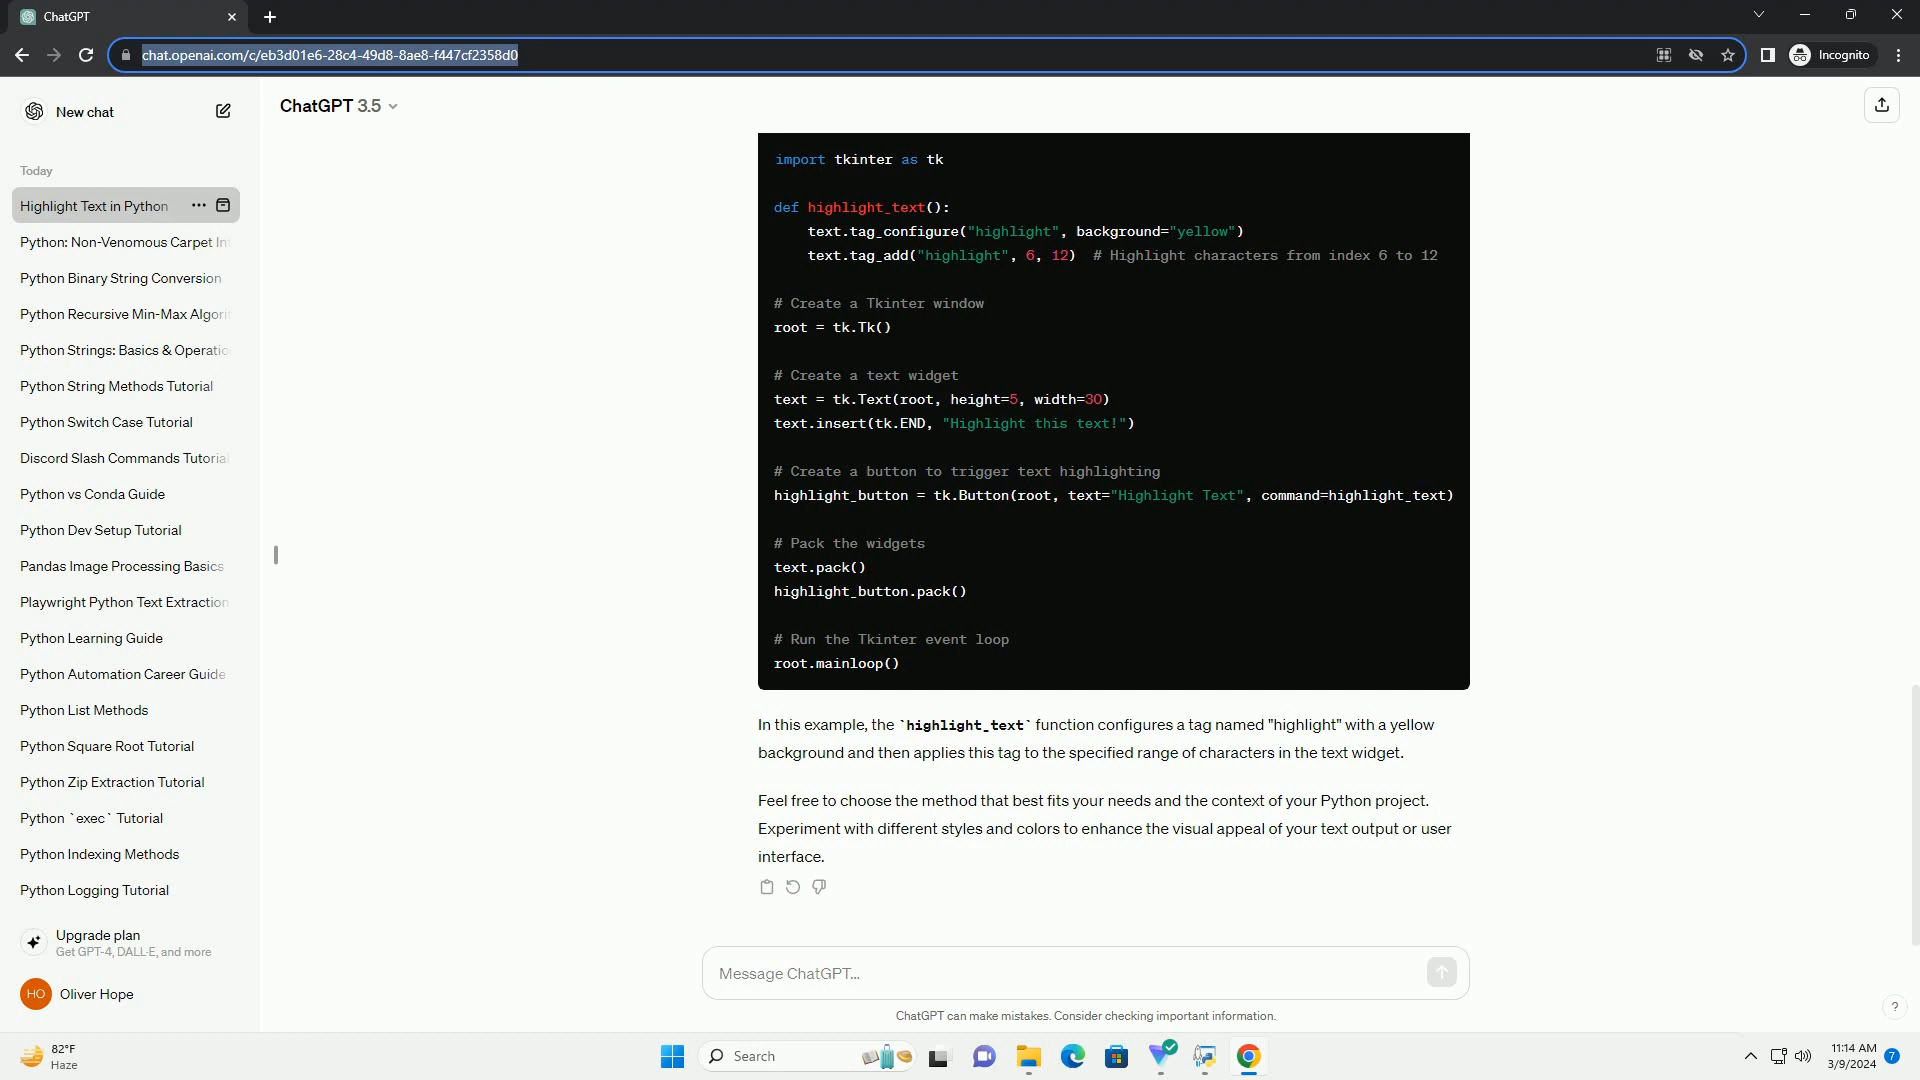 ChatGPT
chat.openai.com/c/eb3d01e6-28c4-49d8-8ae8-f447cf2358d0
Incognito
New chat
Today
Highlight Text in Python
Python: Non-Venomous Carpet In
Python Binary String Conversion
Python Recursive Min-Max Algorit
Python Strings: Basics & Operatio
Python String Methods Tutorial
Python Switch Case Tutorial
Discord Slash Commands Tutorial
Python vs Conda Guide
Python Dev Setup Tutorial
Pandas Image Processing Basics
Playwright Python Text Extraction
Python Learning Guide
Python Automation Career Guide
Python List Methods
Python Square Root Tutorial
Python Zip Extraction Tutorial
Python `exec` Tutorial
Python Indexing Methods
Python Logging Tutorial
Upgrade plan
Get GPT-4, DALL·E, and more
HO Oliver Hope
ChatGPT 3.5
import tkinter as tk
def highlight_text():
    text.tag_configure("highlight", background="yellow")
    text.tag_add("highlight", 6, 12)  # Highlight characters from index 6 to 12
# Create a Tkinter window
root = tk.Tk()
# Create a text widget
text = tk.Text(root, height=5, width=30)
text.insert(tk.END, "Highlight this text!")
# Create a button to trigger text highlighting
highlight_button = tk.Button(root, text="Highlight Text", command=highlight_text)
# Pack the widgets
text.pack()
highlight_button.pack()
# Run the Tkinter event loop
root.mainloop()
In this example, the `highlight_text` function configures a tag named "highlight" with a yellow
background and then applies this tag to the specified range of characters in the text widget.
Feel free to choose the method that best fits your needs and the context of your Python project.
Experiment with different styles and colors to enhance the visual appeal of your text output or user
interface.
Message ChatGPT...
ChatGPT can make mistakes. Consider checking important information.
?
82°F
Haze
Search
11:14 AM
3/9/2024
7